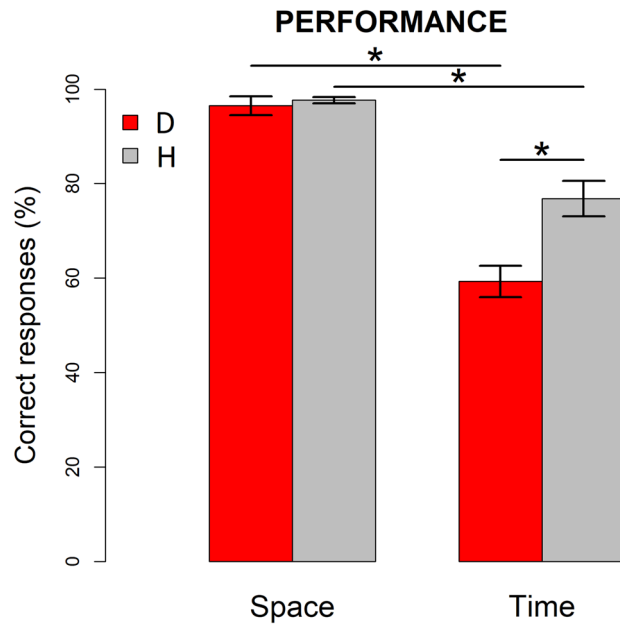 PERFORMANCE
*
*
*
D
H
Correct responses (%)
100
80
60
40
20
0
Space Time